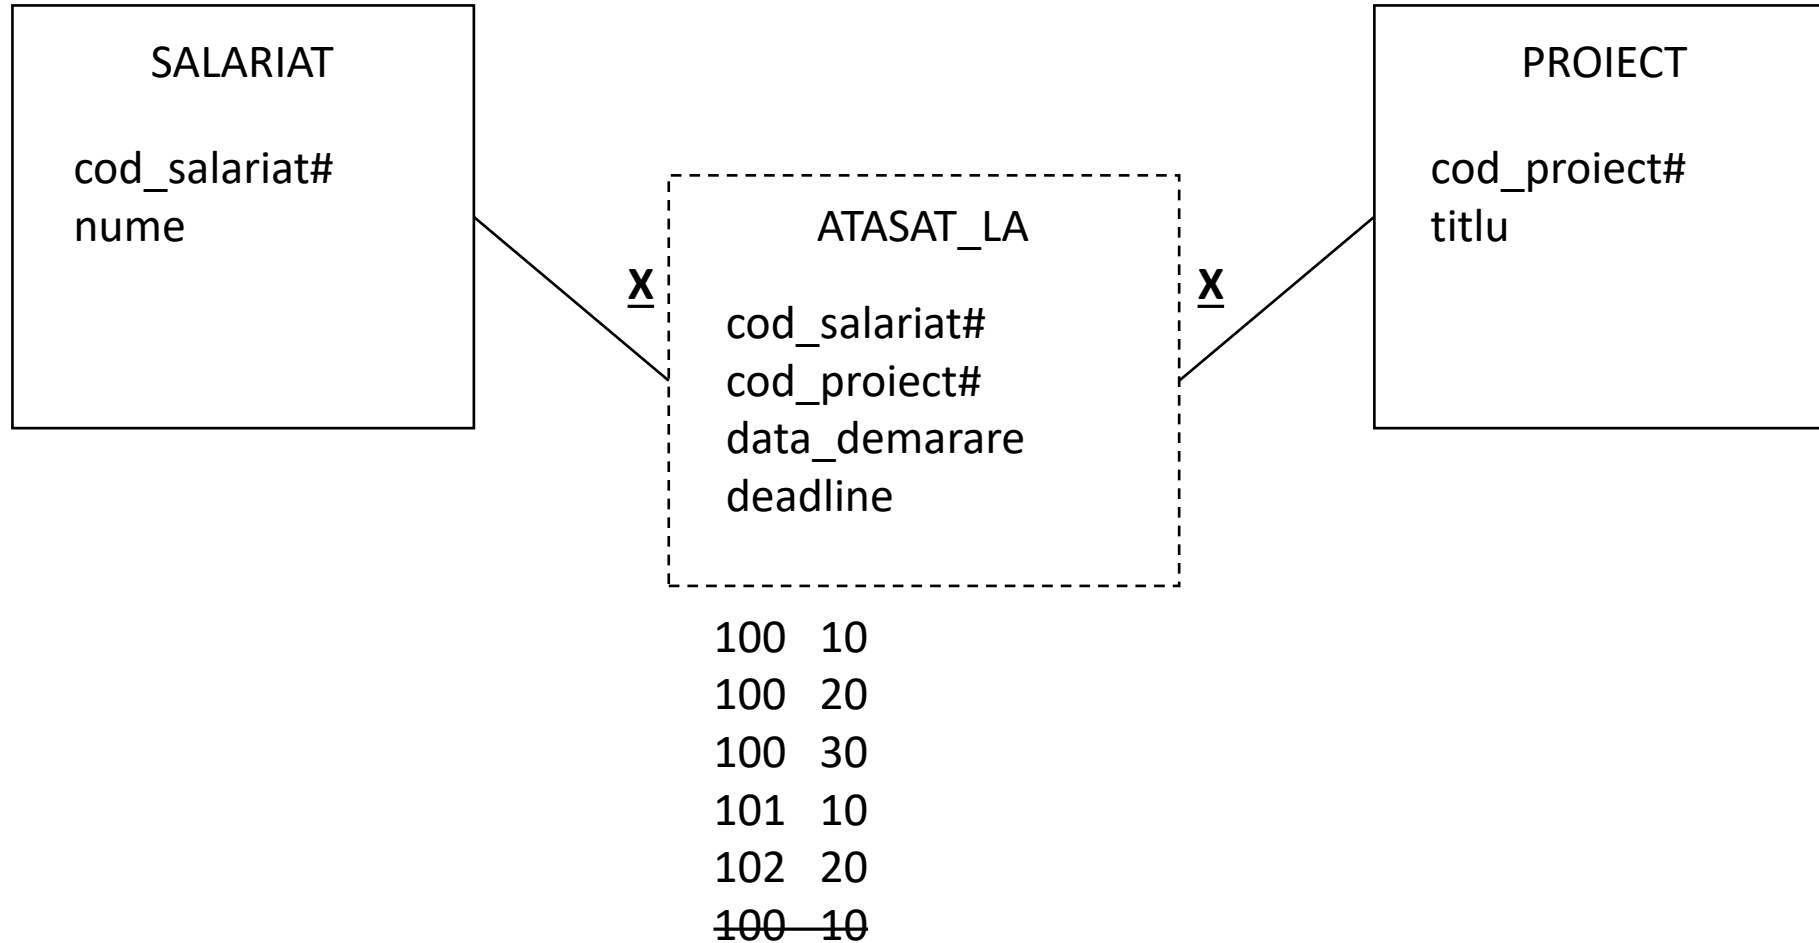 SALARIAT
cod_salariat#
nume
X
ATASAT_LA
cod_salariat#
cod_proiect#
data_demarare
deadline
X
PROIECT
cod_proiect#
titlu
100 10
100 20
100 30
101 10
102 20
100 10